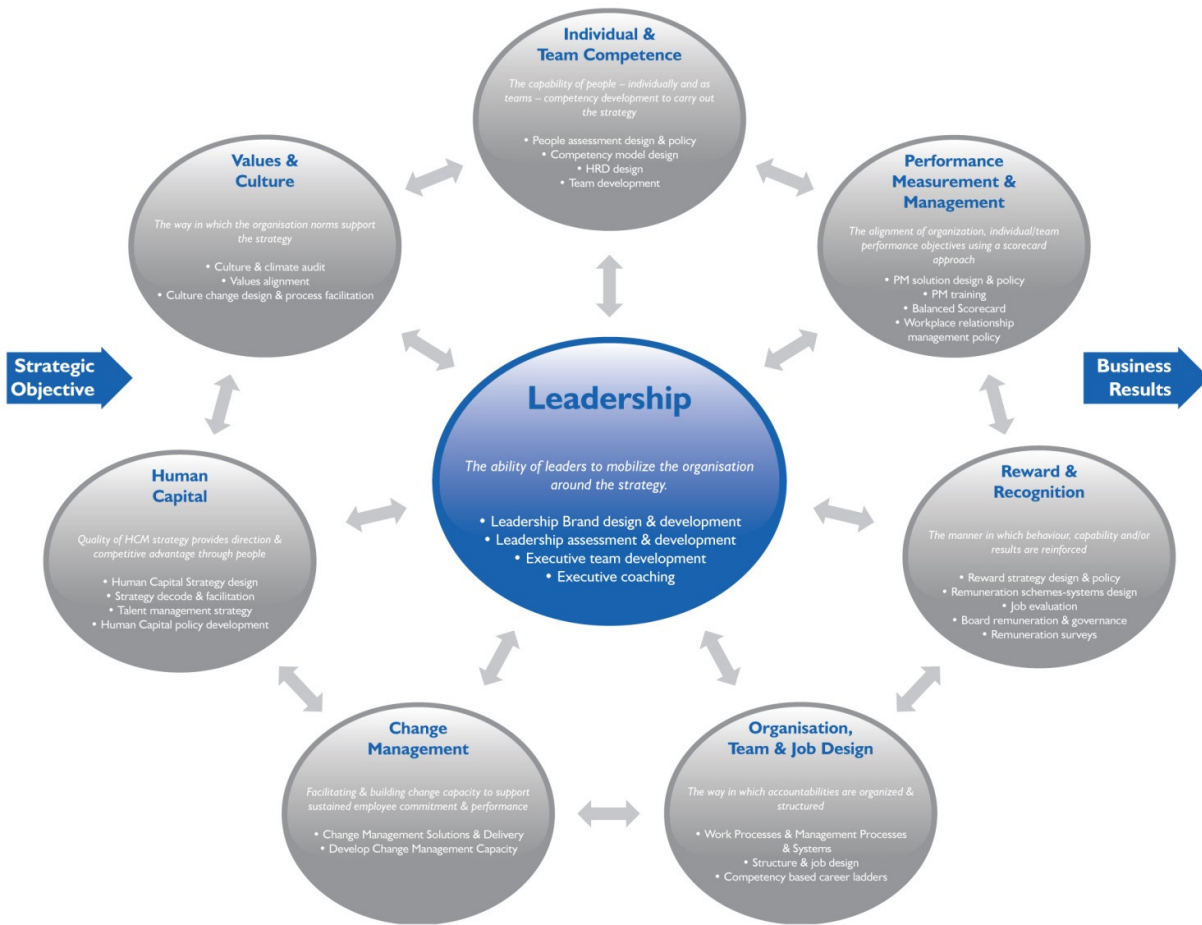 Individual &
Team Competence
The capability of people – individually and as
teams – competency development to carry out
the strategy
• People assessment design & policy
• Competency model design
• HRD design
• Team development
Values &
Culture
The way in which the organisation norms support
the strategy
• Culture & climate audit
• Values alignment
• Culture change design & process facilitation
Performance
Measurement &
Management
The alignment of organization, individual/team
performance objectives using a scorecard
approach
• PM solution design & policy
• PM training
• Balanced Scorecard
• Workplace relationship
management policy
Strategic
Objective
Leadership
The ability of leaders to mobilize the organisation
around the strategy.
• Leadership Brand design & development
• Leadership assessment & development
• Executive team development
• Executive coaching
Business
Results
Human
Capital
Quality of HCM strategy provides direction &
competitive advantage through people
• Human Capital Strategy design
• Strategy decode & facilitation
• Talent management strategy
• Human Capital policy development
Reward &
Recognition
The manner in which behaviour, capability and/or
results are reinforced
• Reward strategy design & policy
• Remuneration schemes-systems design
• Job evaluation
• Board remuneration & governance
• Remuneration surveys
Change
Management
Facilitating & building change capacity to support
sustained employee commitment & performance
• Change Management Solutions & Delivery
• Develop Change Management Capacity
Organisation,
Team & Job Design
The way in which accountabilities are organized &
structured
• Work Processes & Management Processes
& Systems
• Structure & job design
• Competency based career ladders